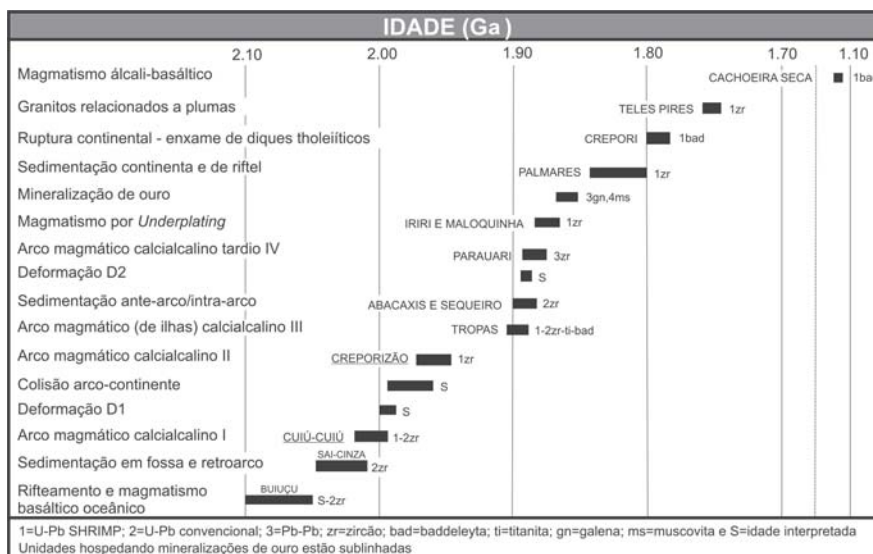 IDADE (Ga)
2.10 2.00 1.90 1.80 1.70 1.10
Magmatismo álcali-basáltico CACHOEIRA SECA 1bad
Granitos relacionados a plumas TELES PIRES 1zr
Ruptura continental - enxame de diques tholeiíticos CREPORI 1bad
Sedimentação continenta e de riftel PALMARES 1zr
Mineralização de ouro 3gn,4ms
Magmatismo por Underplating IRIRI E MALOQUINHA 1zr
Arco magmático calcialcalino tardio IV PARAUARI 3zr
Deformação D2 S
Sedimentação ante-arco/intra-arco ABACAXIS E SEQUEIRO 2zr
Arco magmático (de ilhas) calcialcalino III TROPAS 1-2zr-ti-bad
Arco magmático calcialcalino II CREPORIZÃO 1zr
Colisão arco-continente S
Deformação D1 S
Arco magmático calcialcalino I CUIÚ-CUIÚ 1-2zr
Sedimentação em fossa e retroarco SAI-CINZA 2zr
Rifteamento e magmatismo BUIUÇU S-2zr
basáltico oceânico
1=U-Pb SHRIMP; 2=U-Pb convencional; 3=Pb-Pb; zr=zircão; bad=baddeleyta; ti=titanita; gn=galena; ms=muscovita e S=idade interpretada
Unidades hospedando mineralizações de ouro estão sublinhadas